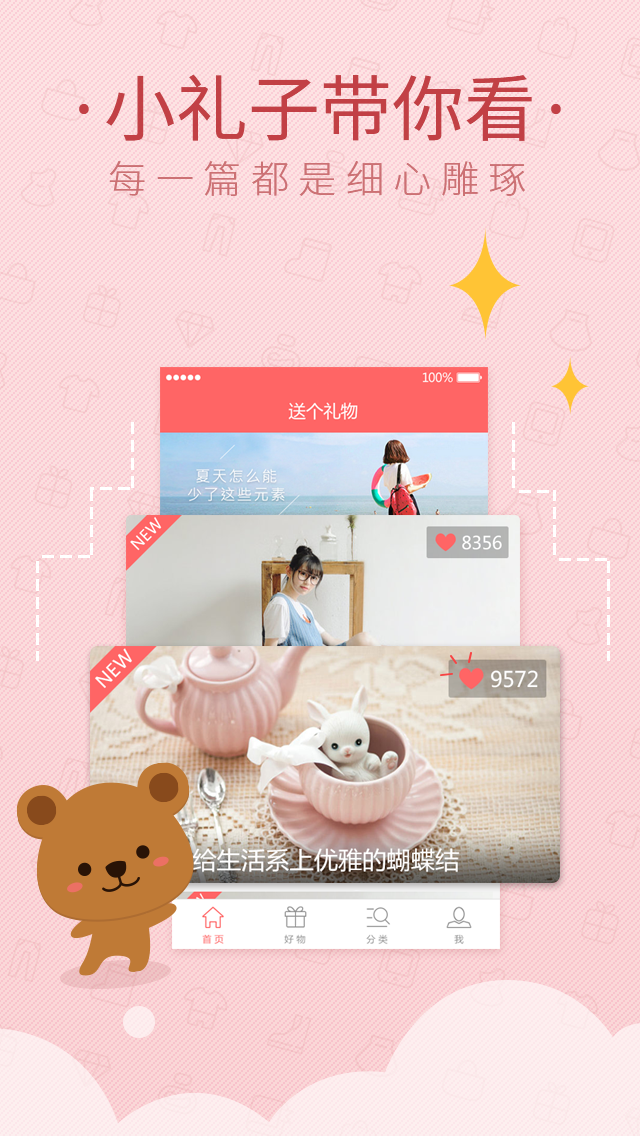 ·小礼子带你看·
每一篇都是细心雕琢
100%
送个礼物
夏天怎么能
少了这些元素
NEW
8356
NEW
9572
给生活系上优雅的蝴蝶结
首页
好物
分类
我